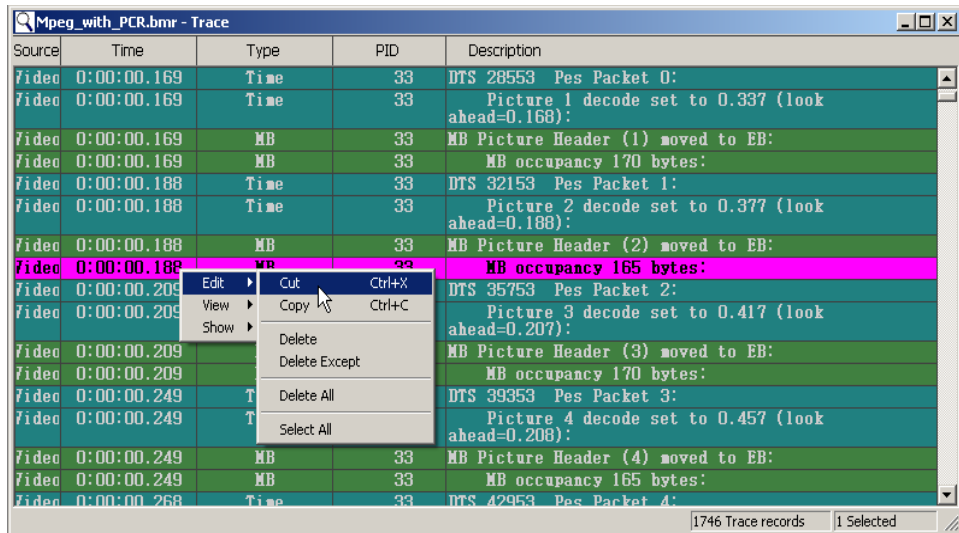 Mpeg_with_PCR.bmr - Trace
Source Time Type PID Description
Video 0:00:00.169 Time 33 DTS 28553 Pes Packet 0:
Video 0:00:00.169 Time 33 Picture 1 decode set to 0.337 (look
ahead=0.168):
Video 0:00:00.169 MB 33 MB Picture Header (1) moved to EB:
Video 0:00:00.169 MB 33 MB occupancy 170 bytes:
Video 0:00:00.188 Time 33 DTS 32153 Pes Packet 1:
Video 0:00:00.188 Time 33 Picture 2 decode set to 0.377 (look
ahead=0.188):
Video 0:00:00.188 MB 33 MB Picture Header (2) moved to EB:
Video 0:00:00.188 MB 33 MB occupancy 165 bytes:
Video 0:00:00.209 DTS 35753 Pes Packet 2:
Video 0:00:00.209 Picture 3 decode set to 0.417 (look
ahead=0.207):
Video 0:00:00.209 MB Picture Header (3) moved to EB:
Video 0:00:00.209 MB occupancy 170 bytes:
Video 0:00:00.249 T DTS 39353 Pes Packet 3:
Video 0:00:00.249 T Picture 4 decode set to 0.457 (look
ahead=0.208):
Video 0:00:00.249 MB 33 MB Picture Header (4) moved to EB:
Video 0:00:00.249 MB 33 MB occupancy 165 bytes:
Video 0:00:00.268 Time 33 DTS 42953 Pes Packet 4:
Edit
View
Show
Cut Ctrl+X
Copy Ctrl+C
Delete
Delete Except
Delete All
Select All
1746 Trace records 1 Selected